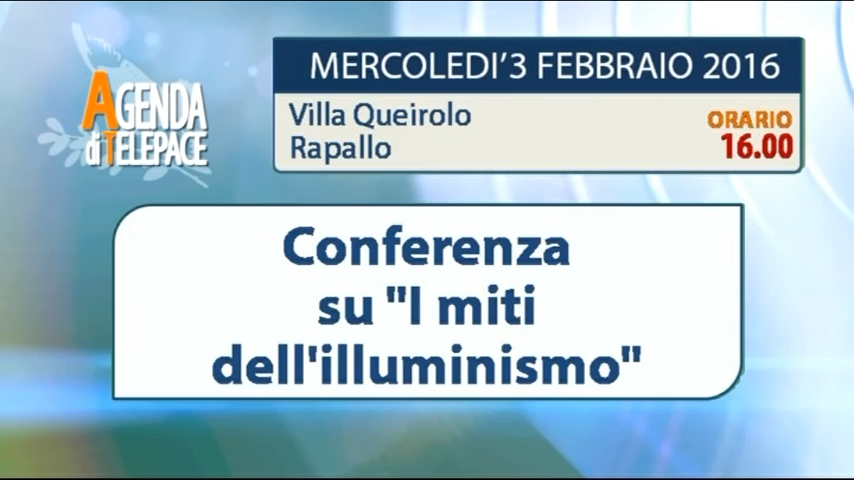 AGENDA
di TELEPACE
MERCOLEDI'3 FEBBRAIO 2016
Villa Queirolo
Rapallo
ORARIO
16.00
Conferenza
su "I miti
dell'illuminismo"